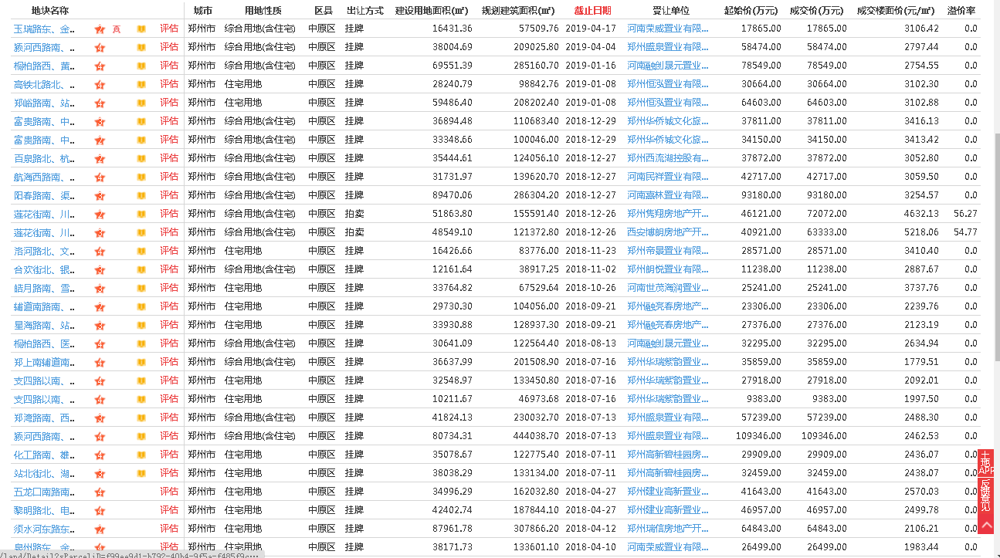 地块名称 城市 用地性质 区县 出让方式 建设用地面积(㎡) 规划建筑面积(㎡) 截止日期 受让单位 起始价(万元) 成交价(万元) 成交楼面价(元/㎡) 溢价率
玉瑞路东、金... 2 高 评估 郑州市 综合用地(含住宅) 中原区 挂牌 16431.36 57509.76 2019-04-17 河南荣威置业有限... 17865.00 17865.00 3106.42 0.0
颍河西路南、... 4 评估 郑州市 综合用地(含住宅) 中原区 挂牌 38004.69 209025.80 2019-04-04 郑州盛泉置业有限... 58474.00 58474.00 2797.44 0.0
桐柏路西、黄... 4 评估 郑州市 综合用地(含住宅) 中原区 挂牌 69551.39 285160.70 2019-01-16 河南融创晟元置业... 78549.00 78549.00 2754.55 0.0
高铁北路北、... 4 评估 郑州市 住宅用地 中原区 挂牌 28240.79 98842.76 2019-01-08 郑州恒泓置业有限... 30664.00 30664.00 3102.30 0.0
郑峪路南、站... 4 评估 郑州市 住宅用地 中原区 挂牌 59486.40 208202.40 2019-01-08 郑州恒泓置业有限... 64603.00 64603.00 3102.88 0.0
富贵路南、中... 3 评估 郑州市 综合用地(含住宅) 中原区 挂牌 36894.48 110683.40 2018-12-29 郑州华侨城文化旅... 37811.00 37811.00 3416.13 0.0
富贵路南、中... 2 评估 郑州市 综合用地(含住宅) 中原区 挂牌 33348.66 100046.00 2018-12-29 郑州华侨城文化旅... 34150.00 34150.00 3413.42 0.0
百泉路北、杭... 2 评估 郑州市 综合用地(含住宅) 中原区 挂牌 35444.61 124056.10 2018-12-27 郑州西流湖控股有... 37872.00 37872.00 3052.80 0.0
航海西路南、... 4 评估 郑州市 综合用地(含住宅) 中原区 挂牌 31731.97 139620.70 2018-12-27 河南民祥置业有限... 42717.00 42717.00 3059.50 0.0
阳春路南、渠... 3 评估 郑州市 综合用地(含住宅) 中原区 挂牌 89470.06 286304.20 2018-12-27 河南嘉林置业有限... 93180.00 93180.00 3254.57 0.0
莲花街南、川... 2 评估 郑州市 综合用地(含住宅) 中原区 拍卖 51863.80 155591.40 2018-12-26 郑州隽翔房地产开... 46121.00 72072.00 4632.13 56.27
莲花街南、川... 3 评估 郑州市 综合用地(含住宅) 中原区 拍卖 48549.10 121372.80 2018-12-26 西安博朗房地产开... 40921.00 63333.00 5218.06 54.77
洛河路北、文... 4 评估 郑州市 住宅用地 中原区 挂牌 16426.66 83776.00 2018-11-23 郑州帝景置业有限... 28571.00 28571.00 3410.40 0.0
合欢街北、银... 3 评估 郑州市 综合用地(含住宅) 中原区 挂牌 12161.64 38917.25 2018-11-02 郑州朗悦置业有限... 11238.00 11238.00 2887.67 0.0
皓月路南、雪... 3 评估 郑州市 住宅用地 中原区 挂牌 33764.82 67529.64 2018-10-26 河南世茂海润置业... 25241.00 25241.00 3737.76 0.0
辅道南路南、... 2 评估 郑州市 住宅用地 中原区 挂牌 29730.30 104056.00 2018-09-21 郑州融亮春房地产... 23306.00 23306.00 2239.76 0.0
星海路南、站... 3 评估 郑州市 住宅用地 中原区 挂牌 33930.88 128937.30 2018-09-21 郑州融亮春房地产... 27376.00 27376.00 2123.19 0.0
桐柏路西、医... 4 评估 郑州市 综合用地(含住宅) 中原区 挂牌 30641.09 122564.40 2018-08-13 河南融创晟元置业... 32295.00 32295.00 2634.94 0.0
郑上南辅道南... 4 评估 郑州市 综合用地(含住宅) 中原区 挂牌 36637.99 201508.90 2018-07-16 郑州华瑞紫韵置业... 35859.00 35859.00 1779.51 0.0
支四路以南、... 4 评估 郑州市 住宅用地 中原区 挂牌 32548.97 133450.80 2018-07-16 郑州华瑞紫韵置业... 27918.00 27918.00 2092.01 0.0
支四路以南、... 4 评估 郑州市 住宅用地 中原区 挂牌 10211.67 46973.68 2018-07-16 郑州华瑞紫韵置业... 9383.00 9383.00 1997.50 0.0
郑湾路南、西... 3 评估 郑州市 综合用地(含住宅) 中原区 挂牌 41824.13 230032.70 2018-07-13 郑州盛泉置业有限... 57239.00 57239.00 2488.30 0.0
颍河西路南、... 4 评估 郑州市 综合用地(含住宅) 中原区 挂牌 80734.31 444038.70 2018-07-13 郑州盛泉置业有限... 109346.00 109346.00 2462.53 0.0
化工路南、雄... 4 评估 郑州市 住宅用地 中原区 挂牌 35078.67 122775.40 2018-07-11 郑州高新碧桂园房... 29909.00 29909.00 2436.07 0.0
站北街北、湖... 3 评估 郑州市 住宅用地 中原区 挂牌 38038.29 133134.00 2018-07-11 郑州高新碧桂园房... 32459.00 32459.00 2438.07 0.0
五龙口南路南... 4 评估 郑州市 住宅用地 中原区 挂牌 34996.29 162032.80 2018-04-27 郑州建业高新置业... 41643.00 41643.00 2570.03 0.0
黎明路北、电... 4 评估 郑州市 住宅用地 中原区 挂牌 42402.74 187844.10 2018-04-27 郑州建业高新置业... 46957.00 46957.00 2499.78 0.0
须水河东路东... 2 评估 郑州市 住宅用地 中原区 挂牌 87961.78 307866.20 2018-04-12 郑州瑞信房地产开... 64843.00 64843.00 2106.21 0.0
泉州路东、金... 4 评估 郑州市 住宅用地 中原区 挂牌 38171.73 133601.10 2018-04-10 郑州民荣置业有限... 26499.00 26499.00 1983.44 0.0
土拍APP
反馈意见